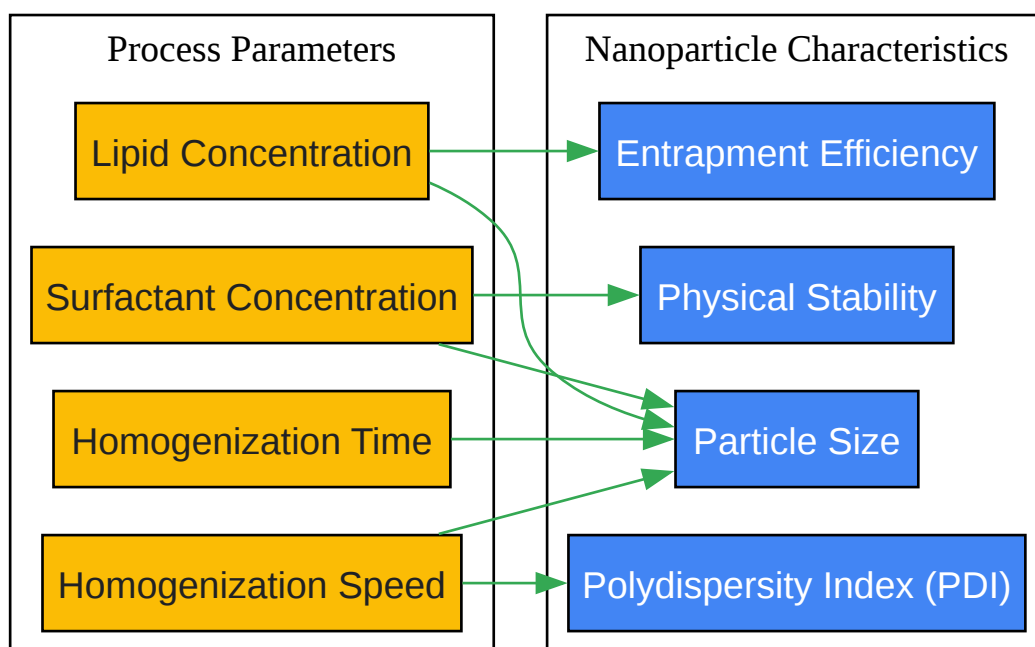 Process Parameters
Lipid Concentration
Surfactant Concentration
Homogenization Time
Homogenization Speed
Nanoparticle Characteristics
Entrapment Efficiency
Physical Stability
Particle Size
Polydispersity Index (PDI)